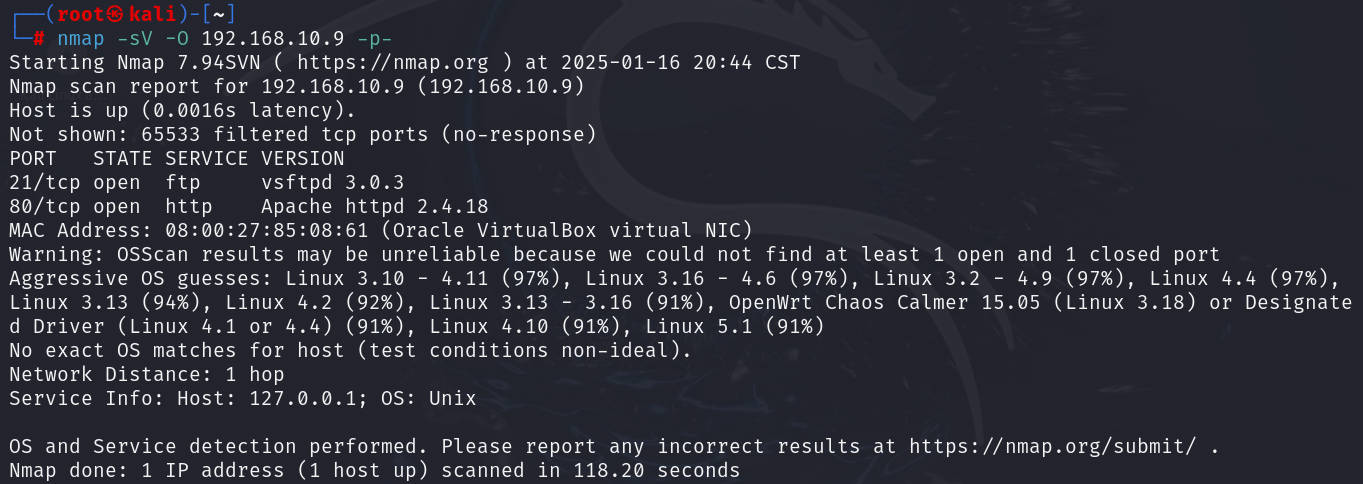 ┌──(root㉿kali)-[~]
└─# nmap -sV -O 192.168.10.9 -p-
Starting Nmap 7.94SVN ( https://nmap.org ) at 2025-01-16 20:44 CST
Nmap scan report for 192.168.10.9 (192.168.10.9)
Host is up (0.0016s latency).
Not shown: 65533 filtered tcp ports (no-response)
PORT   STATE SERVICE VERSION
21/tcp open  ftp     vsftpd 3.0.3
80/tcp open  http    Apache httpd 2.4.18
MAC Address: 08:00:27:85:08:61 (Oracle VirtualBox virtual NIC)
Warning: OSScan results may be unreliable because we could not find at least 1 open and 1 closed port
Aggressive OS guesses: Linux 3.10 - 4.11 (97%), Linux 3.16 - 4.6 (97%), Linux 3.2 - 4.9 (97%), Linux 4.4 (97%),
Linux 3.13 (94%), Linux 4.2 (92%), Linux 3.13 - 3.16 (91%), OpenWrt Chaos Calmer 15.05 (Linux 3.18) or Designate
d Driver (Linux 4.1 or 4.4) (91%), Linux 4.10 (91%), Linux 5.1 (91%)
No exact OS matches for host (test conditions non-ideal).
Network Distance: 1 hop
Service Info: Host: 127.0.0.1; OS: Unix

OS and Service detection performed. Please report any incorrect results at https://nmap.org/submit/ .
Nmap done: 1 IP address (1 host up) scanned in 118.20 seconds